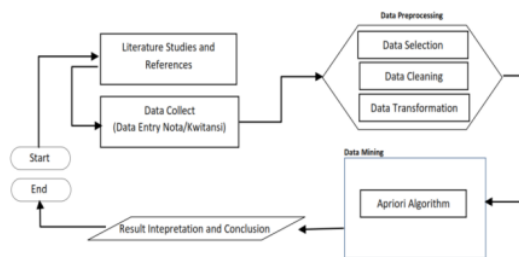 Data Preprocessing
Literature Studies and
References
Data Selection
Data Cleaning
Data Collect
(Data Entry Nota/Kwitansi)
Data Transformation
Start
Data Mining
End
Apriori Algorithm
Result Intepretation and Conclusion